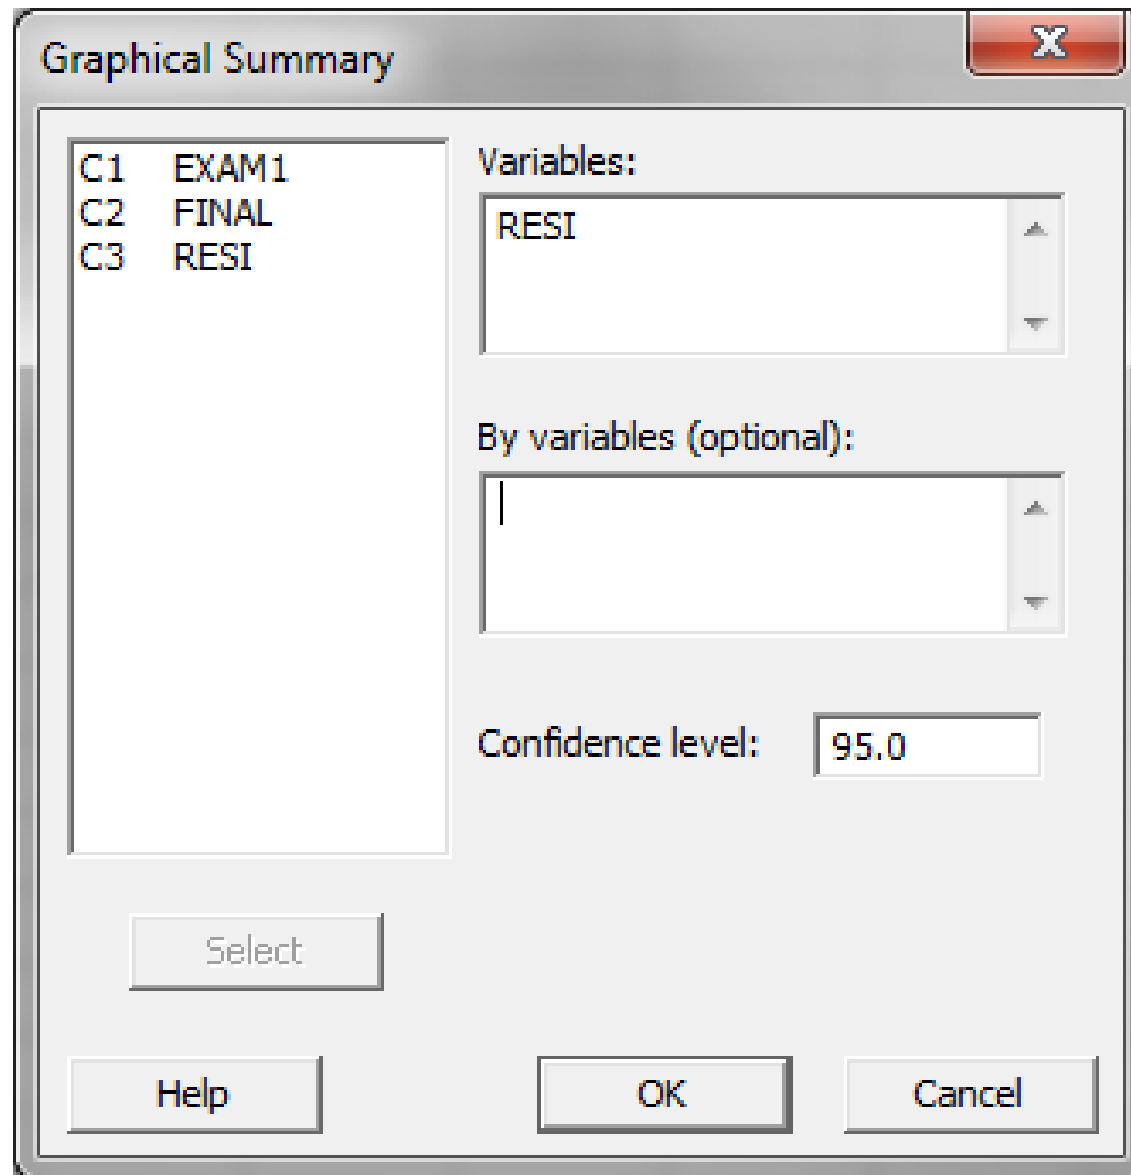 Graphical Summary
C1 EXAM1
C2 FINAL
C3 RESI
Variables:
RESI
By variables (optional):
Confidence level: 95.0
Select
Help OK Cancel